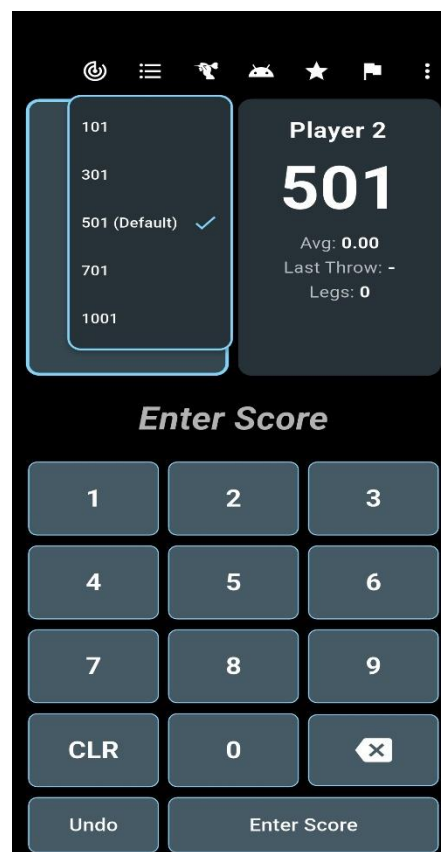 101
301
501 (Default)
701
1001
Player 2
501
Avg: 0.00
Last Throw: -
Legs: 0
Enter Score
1
2
3
4
5
6
7
8
9
CLR
0
Undo
Enter Score